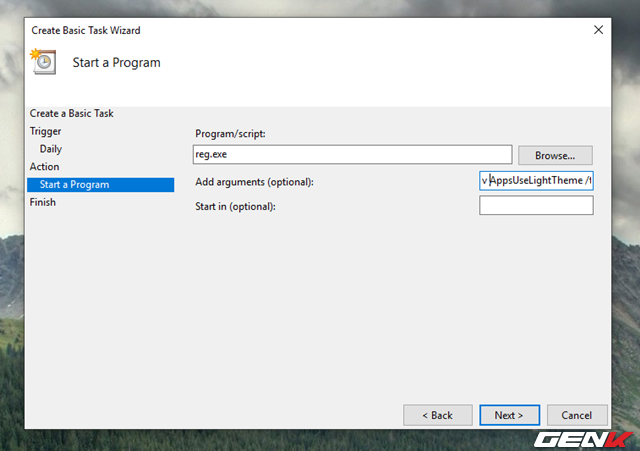 Create Basic Task Wizard
Start a Program
Create a Basic Task
Trigger
Daily
Action
Start a Program
Finish
Program/script:
reg.exe
Browse...
Add arguments (optional):
v AppsUseLightTheme /t
Start in (optional):
< Back
Next >
Cancel
GENK